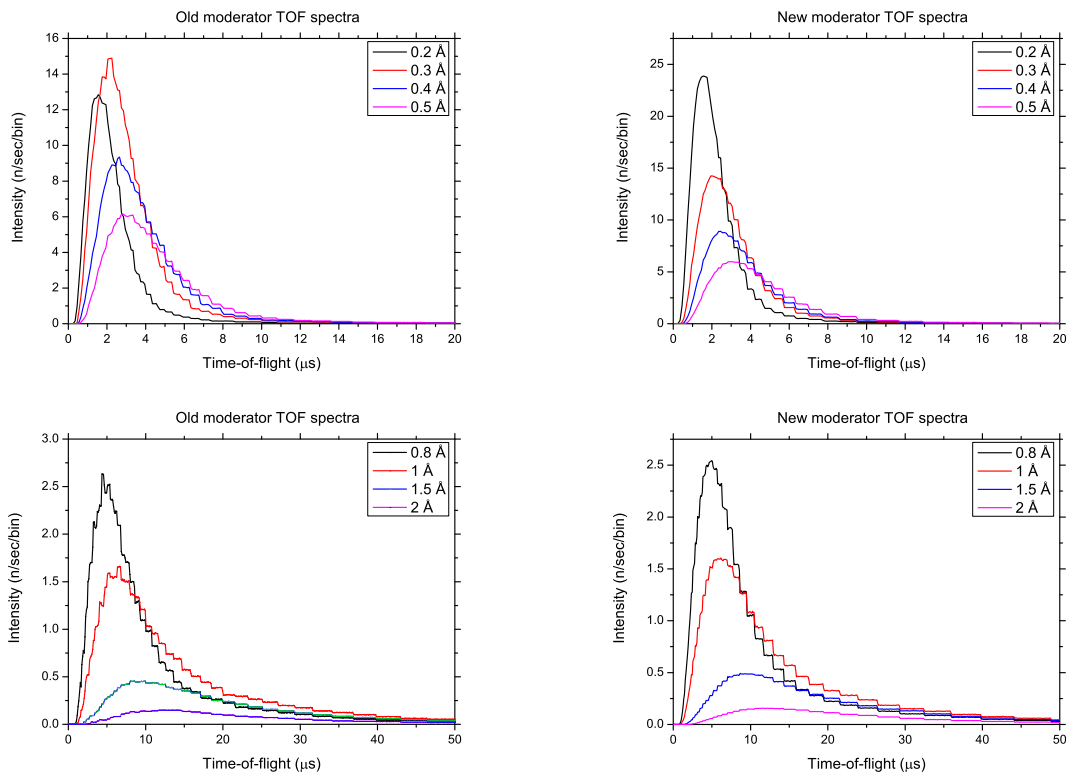 Old moderator TOF spectra
16
14
12
10
8
6
4
2
0
0 2 4 6 8 10 12 14 16 18 20
Intensity (n/sec/bin)
Time-of-flight (μs)
0.2 Å
0.3 Å
0.4 Å
0.5 Å
New moderator TOF spectra
25
20
15
10
5
0
0 2 4 6 8 10 12 14 16 18 20
Intensity (n/sec/bin)
Time-of-flight (μs)
0.2 Å
0.3 Å
0.4 Å
0.5 Å
Old moderator TOF spectra
3.0
2.5
2.0
1.5
1.0
0.5
0.0
0 10 20 30 40 50
Intensity (n/sec/bin)
Time-of-flight (μs)
0.8 Å
1 Å
1.5 Å
2 Å
New moderator TOF spectra
2.5
2.0
1.5
1.0
0.5
0.0
0 5 10 15 20 25 30 35 40 45 50
Intensity (n/sec/bin)
Time-of-flight (μs)
0.8 Å
1 Å
1.5 Å
2 Å